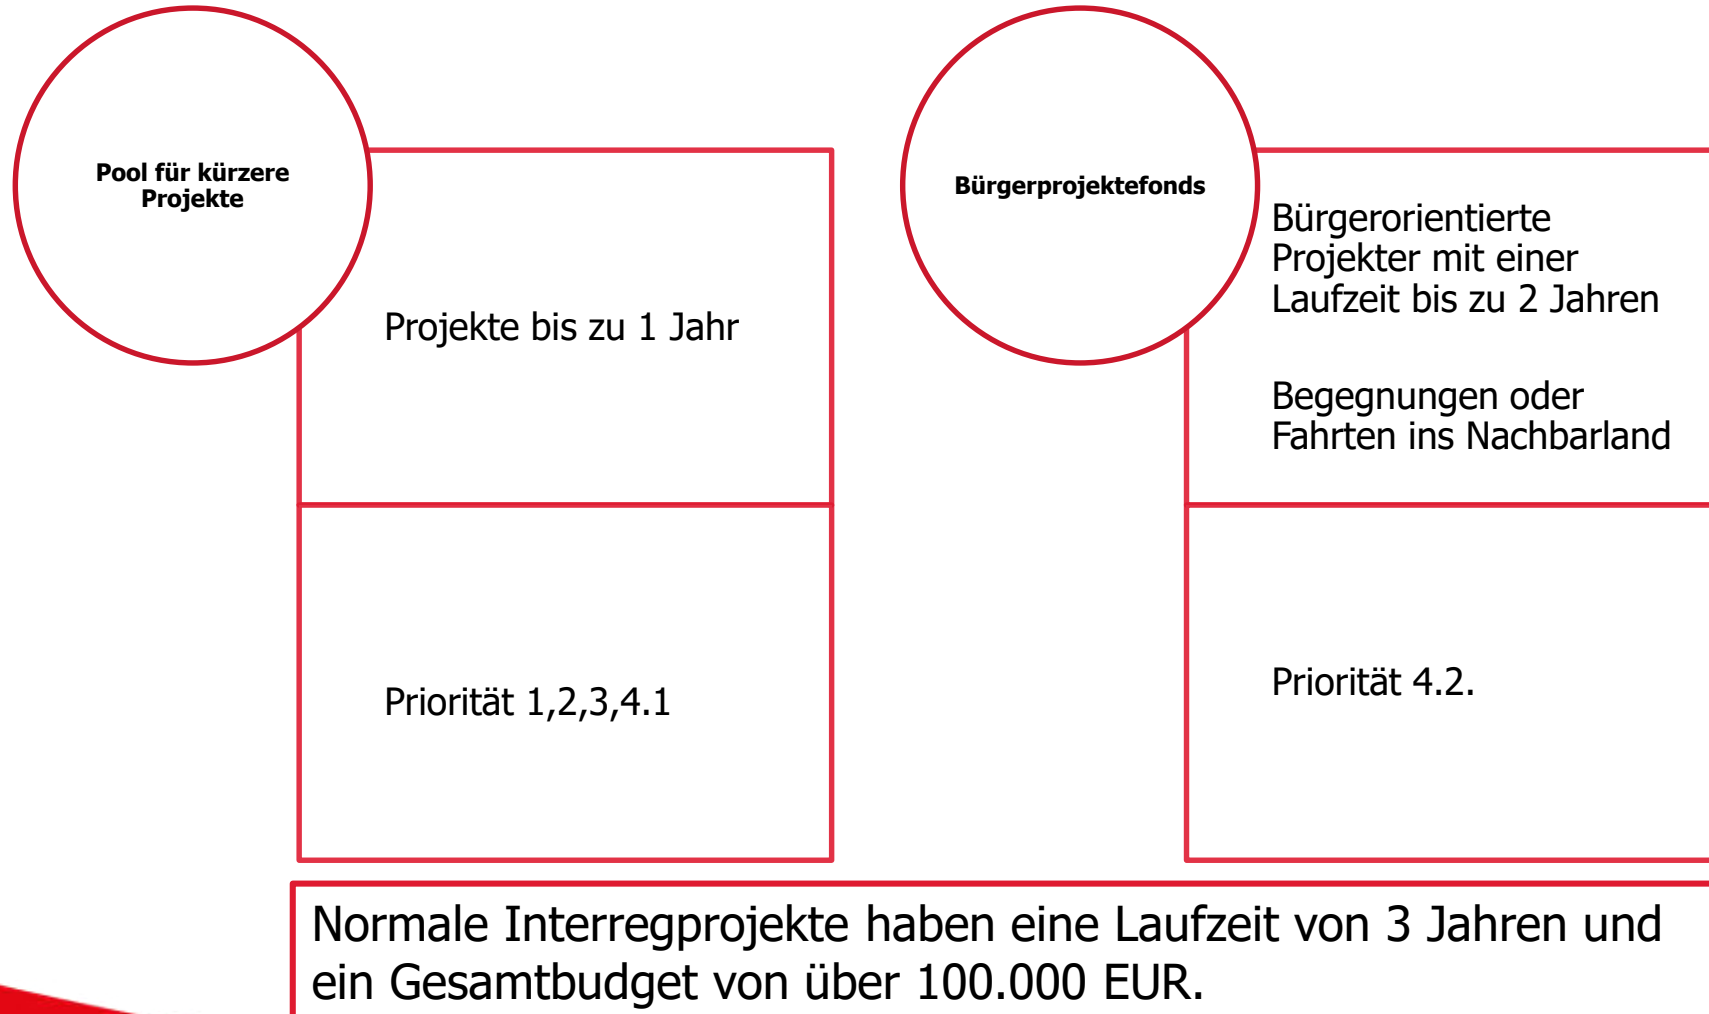 Pool für kürzere
Projekte
Projekte bis zu 1 Jahr
Priorität 1,2,3,4.1
Bürgerprojektefonds
Bürgerorientierte
Projekter mit einer
Laufzeit bis zu 2 Jahren
Begegnungen oder
Fahrten ins Nachbarland
Priorität 4.2.
Normale Interregprojekte haben eine Laufzeit von 3 Jahren und
ein Gesamtbudget von über 100.000 EUR.